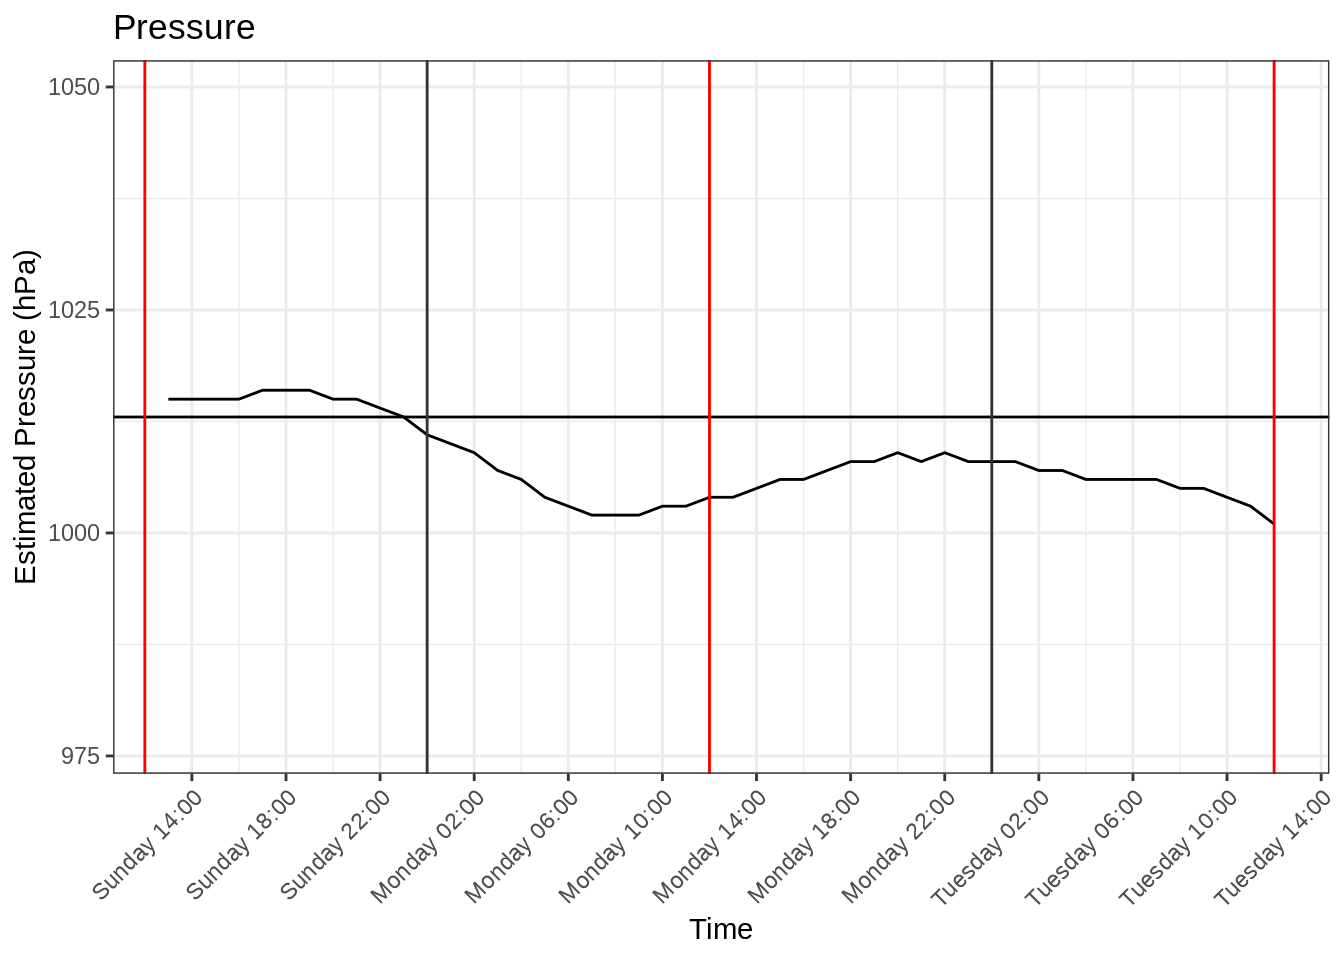 Pressure
Estimated Pressure (hPa)
1050
1025
1000
975
Sunday 14:00
Sunday 18:00
Sunday 22:00
Monday 02:00
Monday 06:00
Monday 10:00
Monday 14:00
Monday 18:00
Monday 22:00
Tuesday 02:00
Tuesday 06:00
Tuesday 10:00
Tuesday 14:00
Time